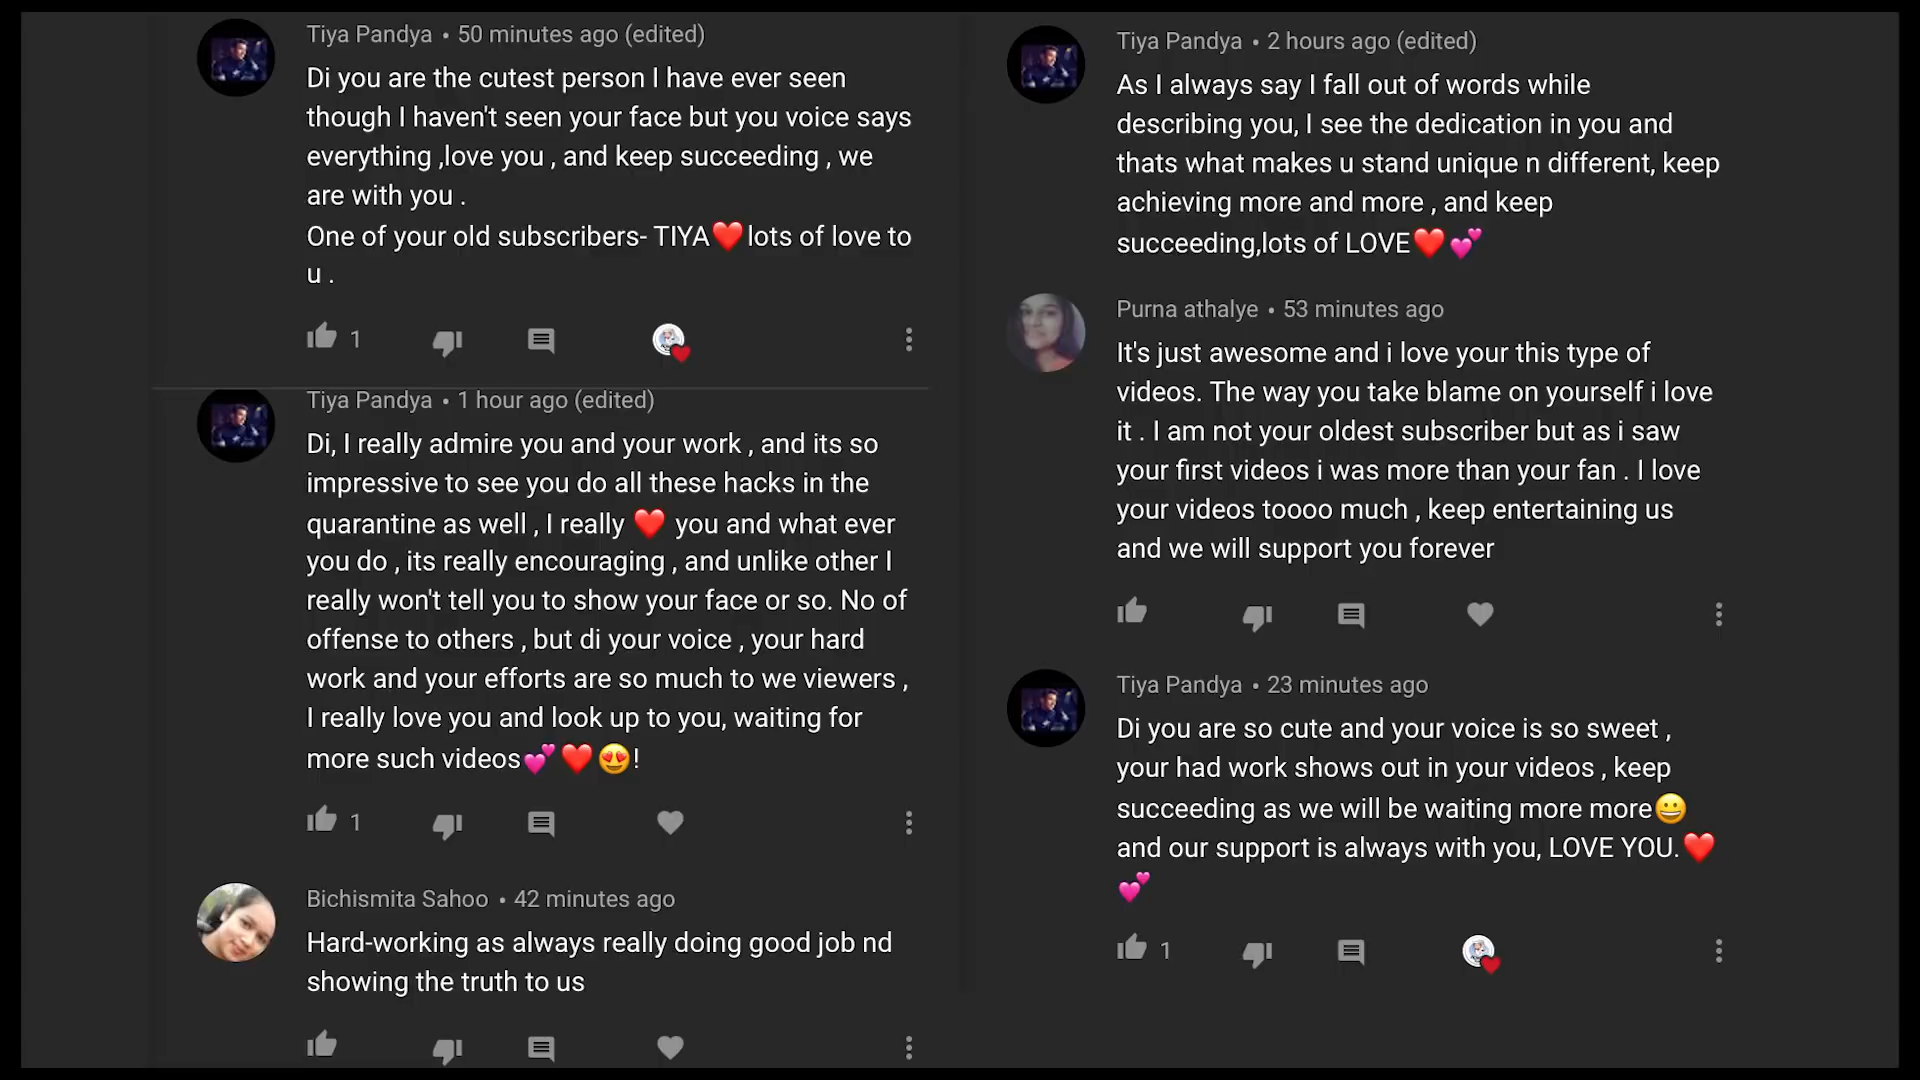 Tiya Pandya • 50 minutes ago (edited)
Di you are the cutest person I have ever seen
though I haven't seen your face but you voice says
everything ,love you , and keep succeeding , we
are with you .
One of your old subscribers- TIYA❤️lots of love to
u .
1
Tiya Pandya • 1 hour ago (edited)
Di, I really admire you and your work , and its so
impressive to see you do all these hacks in the
quarantine as well , I really ❤️ you and what ever
you do , its really encouraging , and unlike other I
really won't tell you to show your face or so. No of
offense to others , but di your voice , your hard
work and your efforts are so much to we viewers ,
I really love you and look up to you, waiting for
more such videos💕❤️😍!
1
Bichismita Sahoo • 42 minutes ago
Hard-working as always really doing good job nd
showing the truth to us
Tiya Pandya • 2 hours ago (edited)
As I always say I fall out of words while
describing you, I see the dedication in you and
thats what makes u stand unique n different, keep
achieving more and more , and keep
succeeding,lots of LOVE❤️💕
Purna athalye • 53 minutes ago
It's just awesome and i love your this type of
videos. The way you take blame on yourself i love
it . I am not your oldest subscriber but as i saw
your first videos i was more than your fan . I love
your videos toooo much , keep entertaining us
and we will support you forever
Tiya Pandya • 23 minutes ago
Di you are so cute and your voice is so sweet ,
your had work shows out in your videos , keep
succeeding as we will be waiting more more😀
and our support is always with you, LOVE YOU.❤️
💕
1